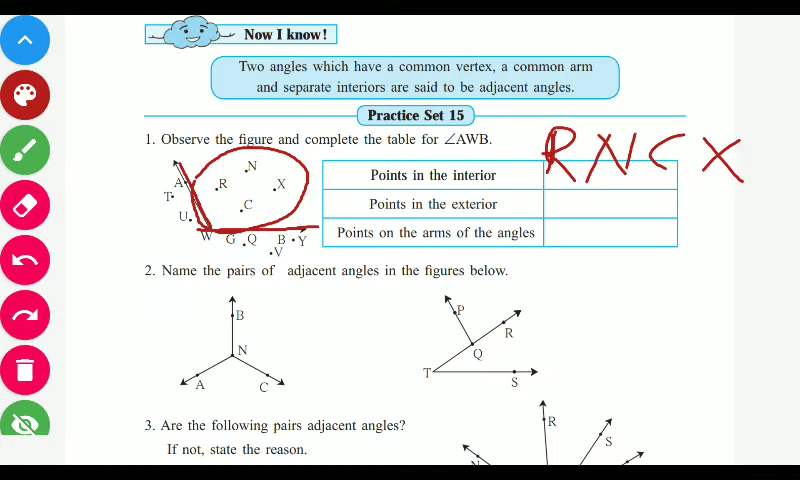 Now I know!
Two angles which have a common vertex, a common arm
and separate interiors are said to be adjacent angles.
Practice Set 15
1. Observe the figure and complete the table for ∠AWB.
R N C X
N
A R X
T
C
U
W G Q B Y
V
Points in the interior
Points in the exterior
Points on the arms of the angles
2. Name the pairs of adjacent angles in the figures below.
B
N
A C
P
R
Q
T
S
3. Are the following pairs adjacent angles?
If not, state the reason.
R
S
N